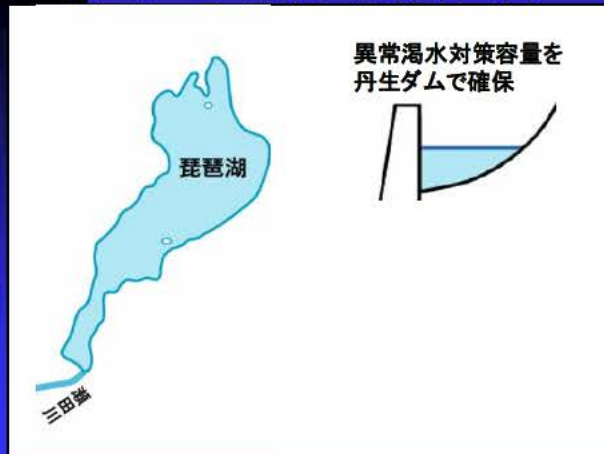 異常渇水対策容量を
丹生ダムで確保
琵琶湖
瀬田川